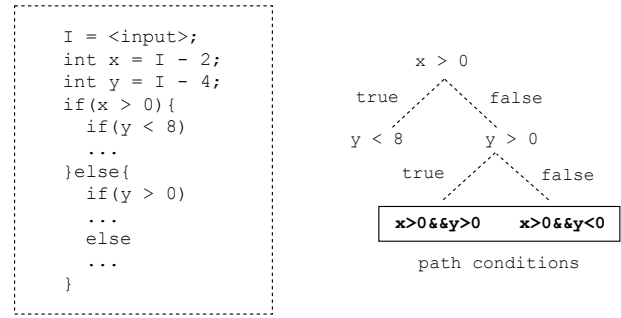 I = <input>;
int x = I - 2;
int y = I - 4;
if(x > 0){
if(y < 8)
...
}else{
if(y > 0)
...
else
...
}
x > 0
true false
y < 8 y > 0
true false
x>0&&y>0 x>0&&y<0
path conditions